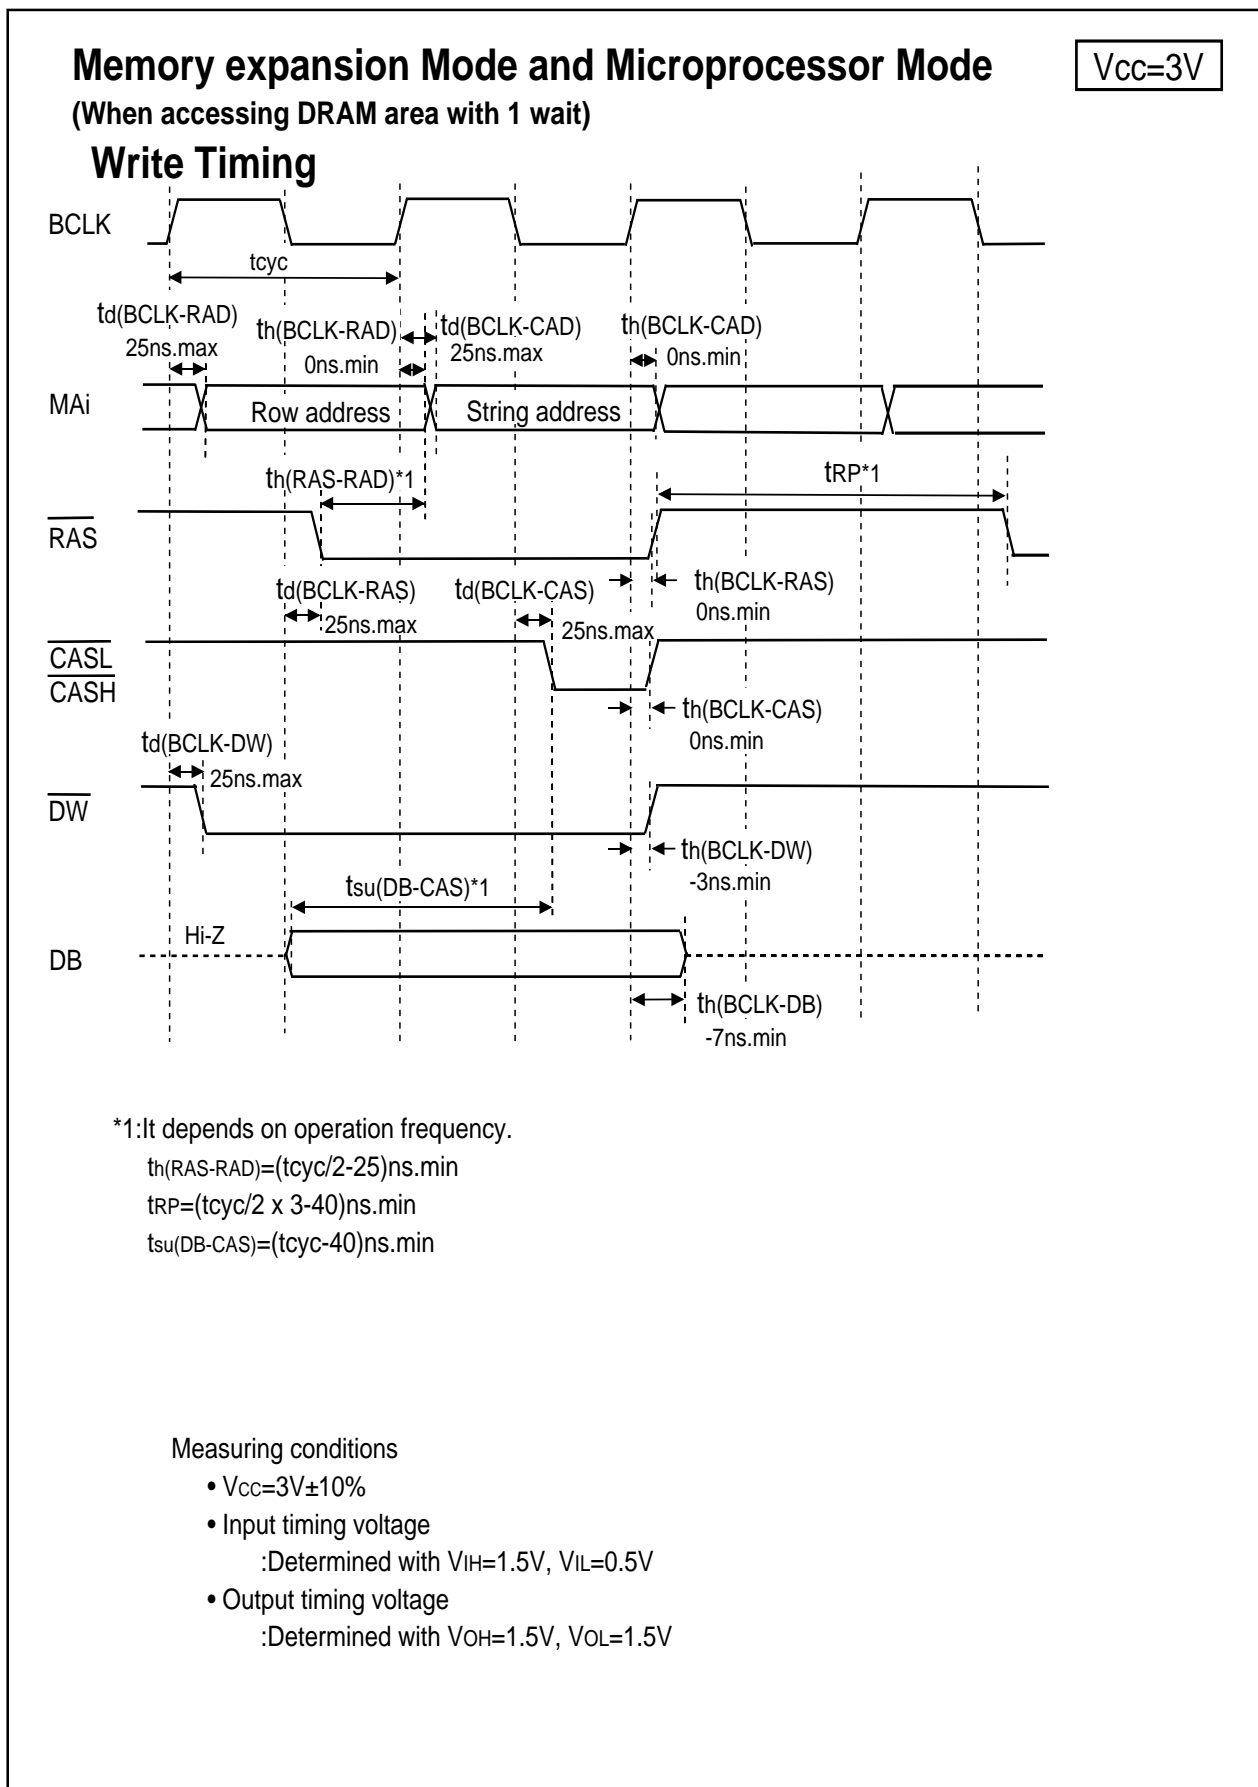 Memory expansion Mode and Microprocessor Mode
Vcc=3V
(When accessing DRAM area with 1 wait)
Write Timing
BCLK
tcyc
td(BCLK-RAD)
25ns.max
th(BCLK-RAD)
0ns.min
td(BCLK-CAD)
25ns.max
th(BCLK-CAD)
0ns.min
MAi
Row address
String address
th(RAS-RAD)*1
tRP*1
RAS
td(BCLK-RAS)
25ns.max
td(BCLK-CAS)
25ns.max
th(BCLK-RAS)
0ns.min
CASL
CASH
th(BCLK-CAS)
0ns.min
td(BCLK-DW)
25ns.max
DW
th(BCLK-DW)
-3ns.min
tsu(DB-CAS)*1
Hi-Z
DB
th(BCLK-DB)
-7ns.min
*1:It depends on operation frequency.
th(RAS-RAD)=(tcyc/2-25)ns.min
tRP=(tcyc/2 x 3-40)ns.min
tsu(DB-CAS)=(tcyc-40)ns.min
Measuring conditions
• VCC=3V±10%
• Input timing voltage
:Determined with VIH=1.5V, VIL=0.5V
• Output timing voltage
:Determined with VOH=1.5V, VOL=1.5V